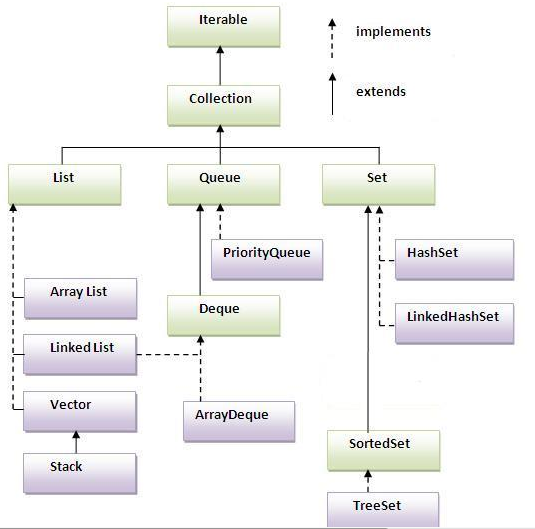 Iterable
implements
extends
Collection
List
Queue
Set
PriorityQueue
HashSet
Array List
Deque
LinkedHashSet
Linked List
Vector
ArrayDeque
SortedSet
Stack
TreeSet